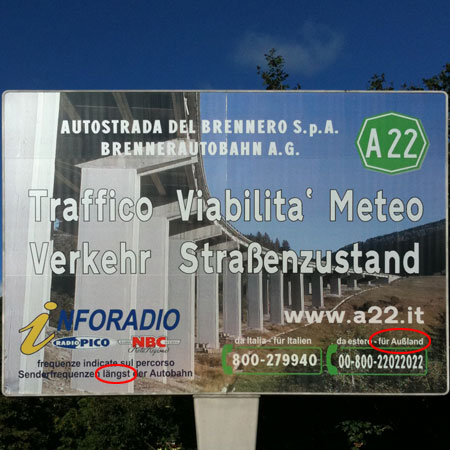 AUTOSTRADA DEL BRENNERO S.p.A.
BRENNERAUTOBAHN A.G.
A22
Traffico Viabilita' Meteo
Verkehr Straßenzustand
www.a22.it
iNFORADIO
RADIO PICO NBC
frequenze indicate sul percorso
Senderfrequenzen längst der Autobahn
da Italia - für Italien
800-279940
da estero - für Außland
00-800-22022022